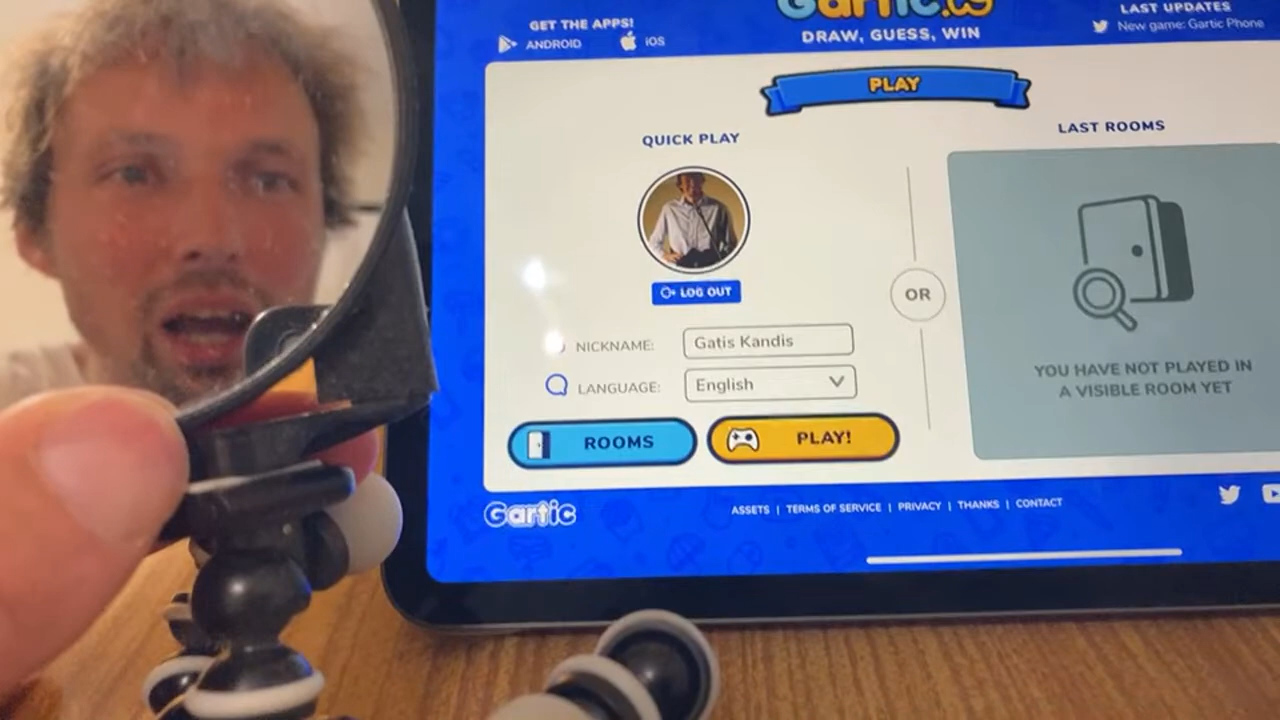 GET THE APPS!
ANDROID
iOS
Gartic.io
DRAW, GUESS, WIN
LAST UPDATES
New game: Gartic Phone
PLAY
QUICK PLAY
LOG OUT
NICKNAME:
Gatis Kandis
LANGUAGE:
English
ROOMS
PLAY!
OR
LAST ROOMS
YOU HAVE NOT PLAYED IN
A VISIBLE ROOM YET
Gartic
ASSETS | TERMS OF SERVICE | PRIVACY | THANKS | CONTACT